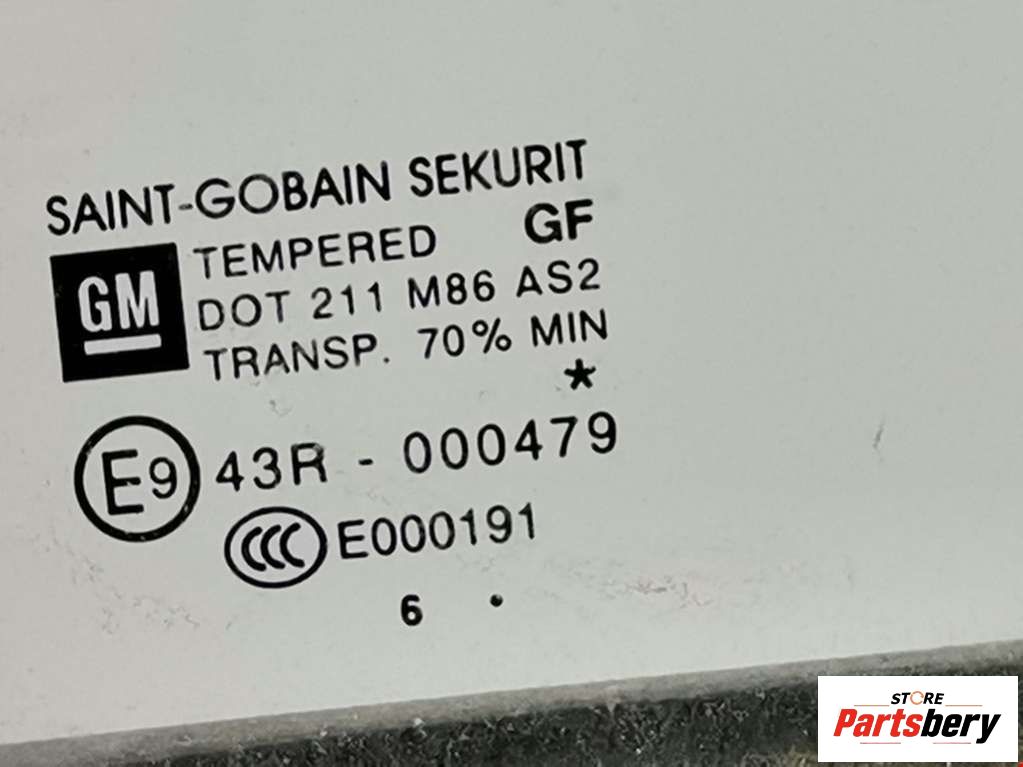 SAINT-GOBAIN SEKURIT
GM TEMPERED GF
DOT 211 M86 AS2
TRANSP. 70% MIN
*
E9 43R - 000479
CCC E000191
6 .
STORE
Partsbery